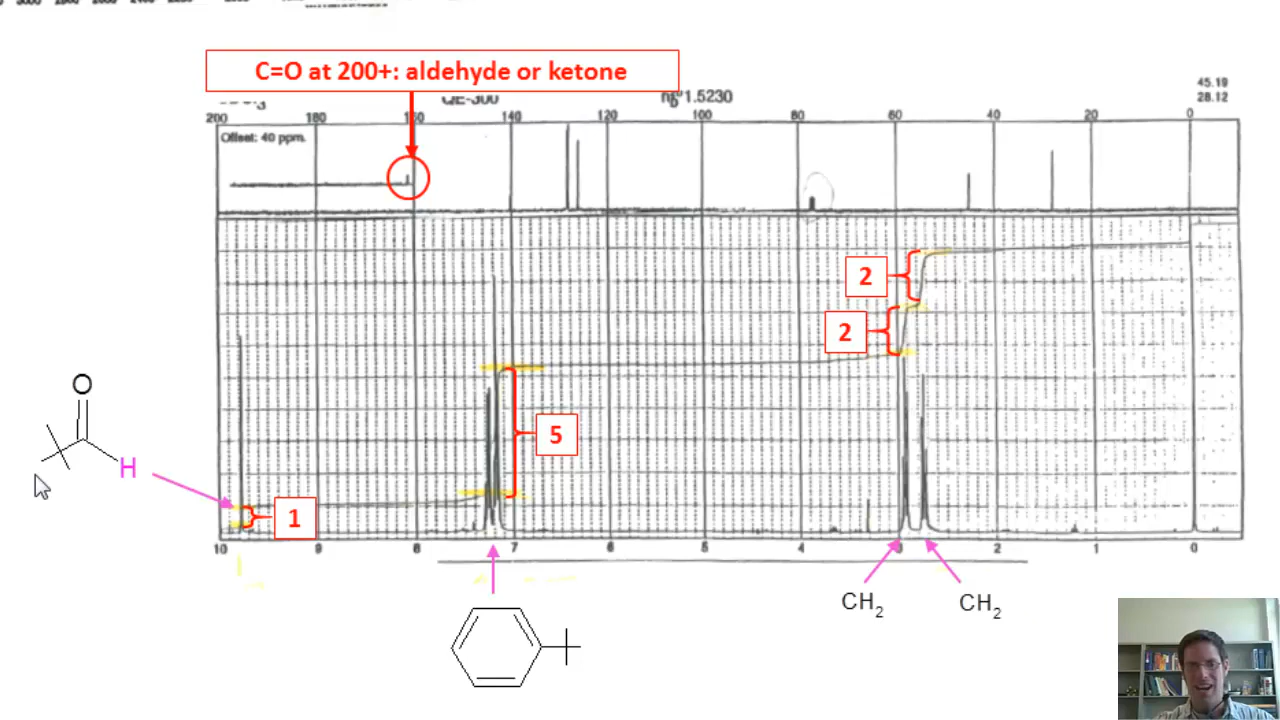 C=O at 200+: aldehyde or ketone
QE-300
1.5230
45.19
28.12
200 180 140 120 100 80 60 40 20 0
Offset: 40 ppm.
2
2
5
O
H
1
10 9 8 7 6 5 4 3 2 1 0
CH2
CH2